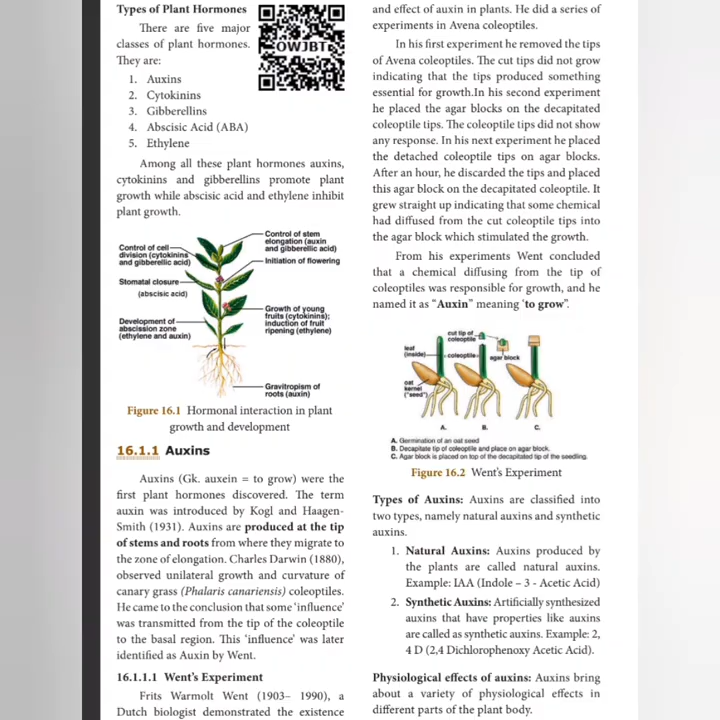 Types of Plant Hormones
There are five major
classes of plant hormones.
They are:
OWJBTC
1. Auxins
2. Cytokinins
3. Gibberellins
4. Abscisic Acid (ABA)
5. Ethylene
Among all these plant hormones auxins,
cytokinins and gibberellins promote plant
growth while abscisic acid and ethylene inhibit
plant growth.
Control of cell
division (cytokinins
and gibberellic acid)
Stomatal closure
(abscisic acid)
Development of
abscission zone
(ethylene and auxin)
Control of stem
elongation (auxin
and gibberellic acid)
Initiation of flowering
Growth of young
fruits (cytokinins);
induction of fruit
ripening (ethylene)
Gravitropism of
roots (auxin)
Figure 16.1 Hormonal interaction in plant
growth and development
16.1.1 Auxins
Auxins (Gk. auxein = to grow) were the
first plant hormones discovered. The term
auxin was introduced by Kogl and Haagen-
Smith (1931). Auxins are produced at the tip
of stems and roots from where they migrate to
the zone of elongation. Charles Darwin (1880),
observed unilateral growth and curvature of
canary grass (Phalaris canariensis) coleoptiles.
He came to the conclusion that some 'influence'
was transmitted from the tip of the coleoptile
to the basal region. This 'influence' was later
identified as Auxin by Went.
16.1.1.1 Went's Experiment
Frits Warmolt Went (1903– 1990), a
Dutch biologist demonstrated the existence
and effect of auxin in plants. He did a series of
experiments in Avena coleoptiles.
In his first experiment he removed the tips
of Avena coleoptiles. The cut tips did not grow
indicating that the tips produced something
essential for growth.In his second experiment
he placed the agar blocks on the decapitated
coleoptile tips. The coleoptile tips did not show
any response. In his next experiment he placed
the detached coleoptile tips on agar blocks.
After an hour, he discarded the tips and placed
this agar block on the decapitated coleoptile. It
grew straight up indicating that some chemical
had diffused from the cut coleoptile tips into
the agar block which stimulated the growth.
From his experiments Went concluded
that a chemical diffusing from the tip of
coleoptiles was responsible for growth, and he
named it as "Auxin" meaning 'to grow".
cut tip of
coleoptile
leaf
(inside)
coleoptile
agar block
oat
kernel
("seed")
A. B. C.
A. Germination of an oat seed
B. Decapitate tip of coleoptile and place on agar block.
C. Agar block is placed on top of the decapitated tip of the seedling.
Figure 16.2 Went's Experiment
Types of Auxins: Auxins are classified into
two types, namely natural auxins and synthetic
auxins.
1. Natural Auxins: Auxins produced by
the plants are called natural auxins.
Example: IAA (Indole – 3 - Acetic Acid)
2. Synthetic Auxins: Artificially synthesized
auxins that have properties like auxins
are called as synthetic auxins. Example: 2,
4 D (2,4 Dichlorophenoxy Acetic Acid).
Physiological effects of auxins: Auxins bring
about a variety of physiological effects in
different parts of the plant body.